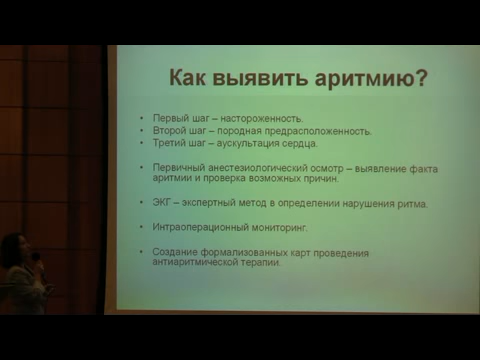 Как выявить аритмию?
• Первый шаг – настороженность.
• Второй шаг – породная предрасположенность.
• Третий шаг – аускультация сердца.
• Первичный анестезиологический осмотр – выявление факта
аритмии и проверка возможных причин.
• ЭКГ – экспертный метод в определении нарушения ритма.
• Интраоперационный мониторинг.
• Создание формализованных карт проведения
антиаритмической терапии.